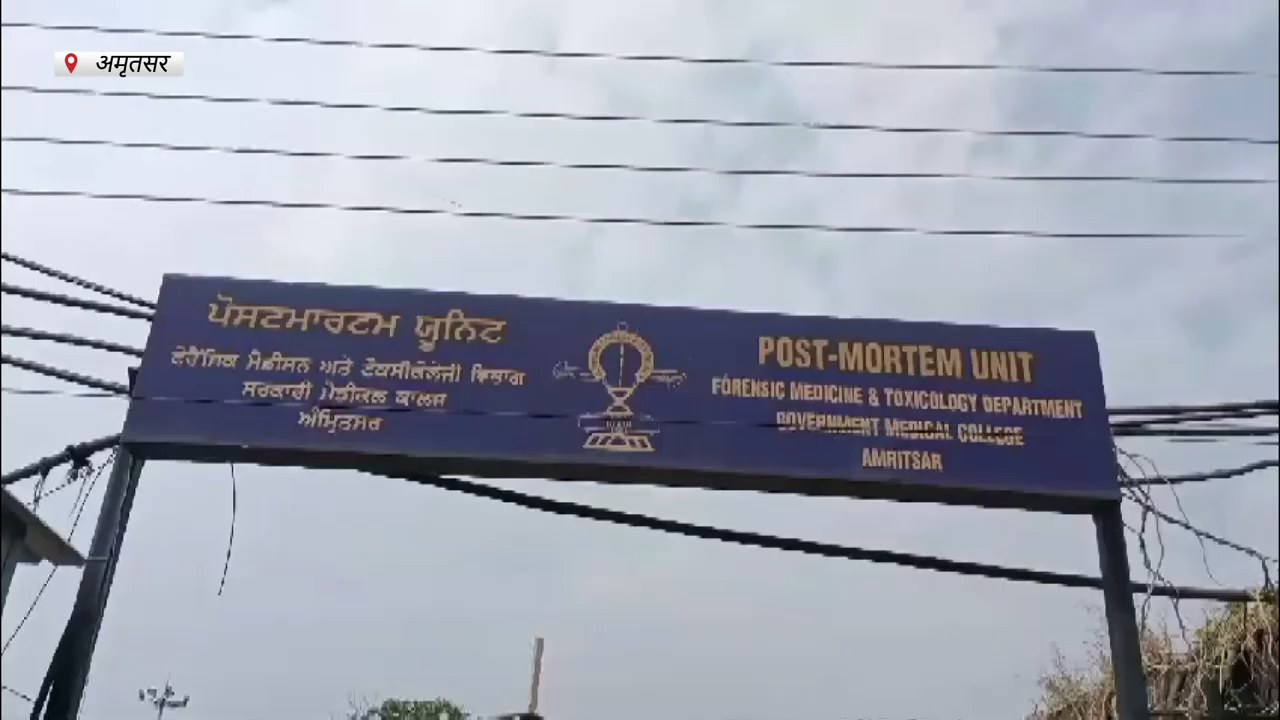 अमृतसर
ਪੋਸਟਮਾਰਟਮ ਯੂਨਿਟ
ਫੋਰੈਂਸਿਕ ਮੈਡੀਸਨ ਅਤੇ ਟੋਕਸੀਕੋਲੋਜੀ ਵਿਭਾਗ
ਸਰਕਾਰੀ ਮੈਡੀਕਲ ਕਾਲਜ
ਅੰਮ੍ਰਿਤਸਰ
POST-MORTEM UNIT
FORENSIC MEDICINE & TOXICOLOGY DEPARTMENT
GOVERNMENT MEDICAL COLLEGE
AMRITSAR